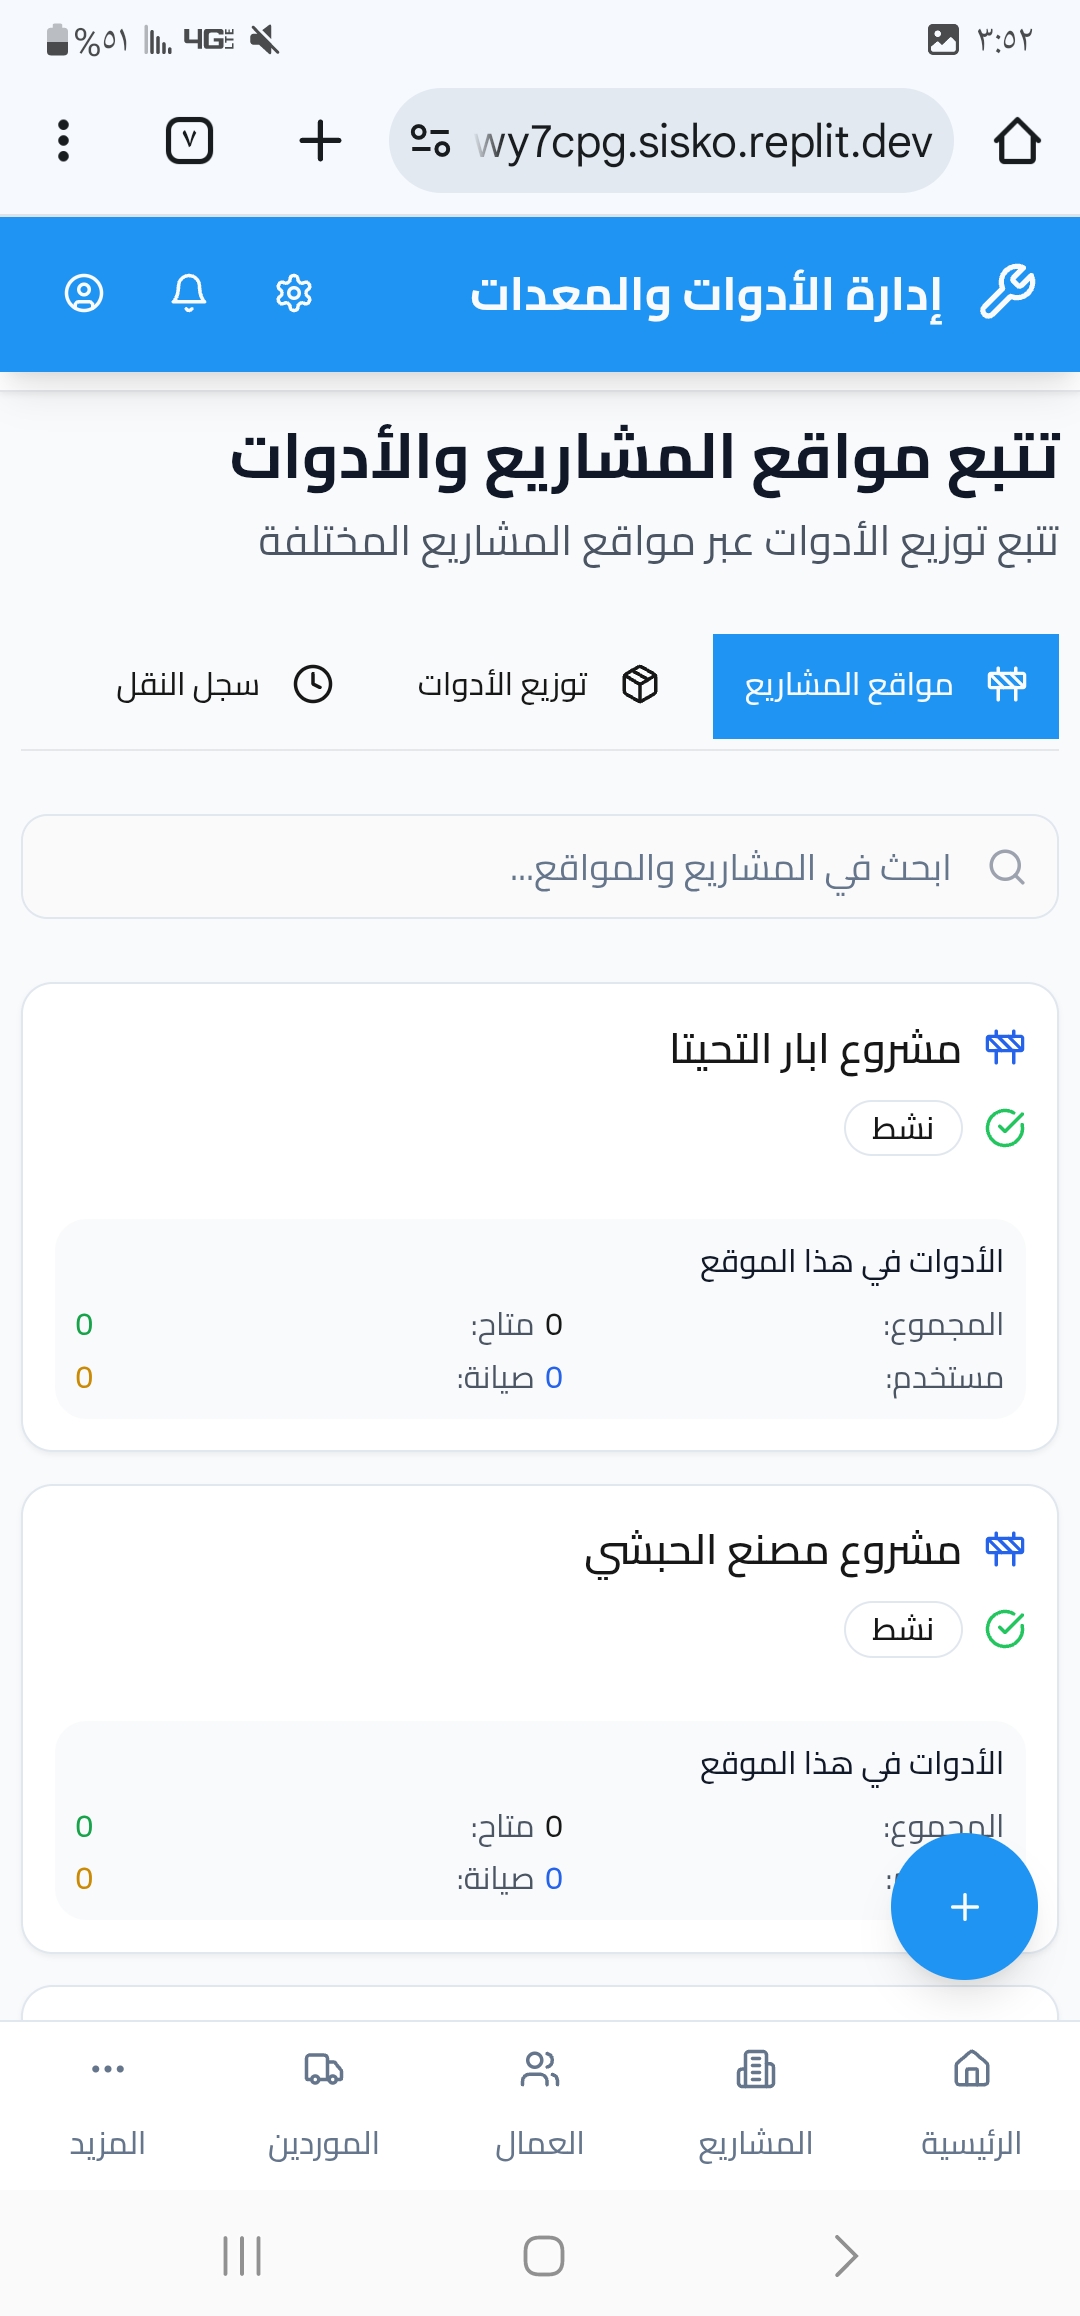 ٣:٥٢
4G LTE
%٥١
wy7cpg.sisko.replit.dev
٧
إدارة الأدوات والمعدات
تتبع مواقع المشاريع والأدوات
تتبع توزيع الأدوات عبر مواقع المشاريع المختلفة
مواقع المشاريع
توزيع الأدوات
سجل النقل
ابحث في المشاريع والمواقع...
مشروع ابار التحيتا
نشط
الأدوات في هذا الموقع
المجموع: 0 متاح: 0
مستخدم: 0 صيانة: 0
مشروع مصنع الحبشي
نشط
الأدوات في هذا الموقع
المجموع: 0 متاح: 0
0 صيانة: 0
الرئيسية
المشاريع
العمال
الموردين
المزيد